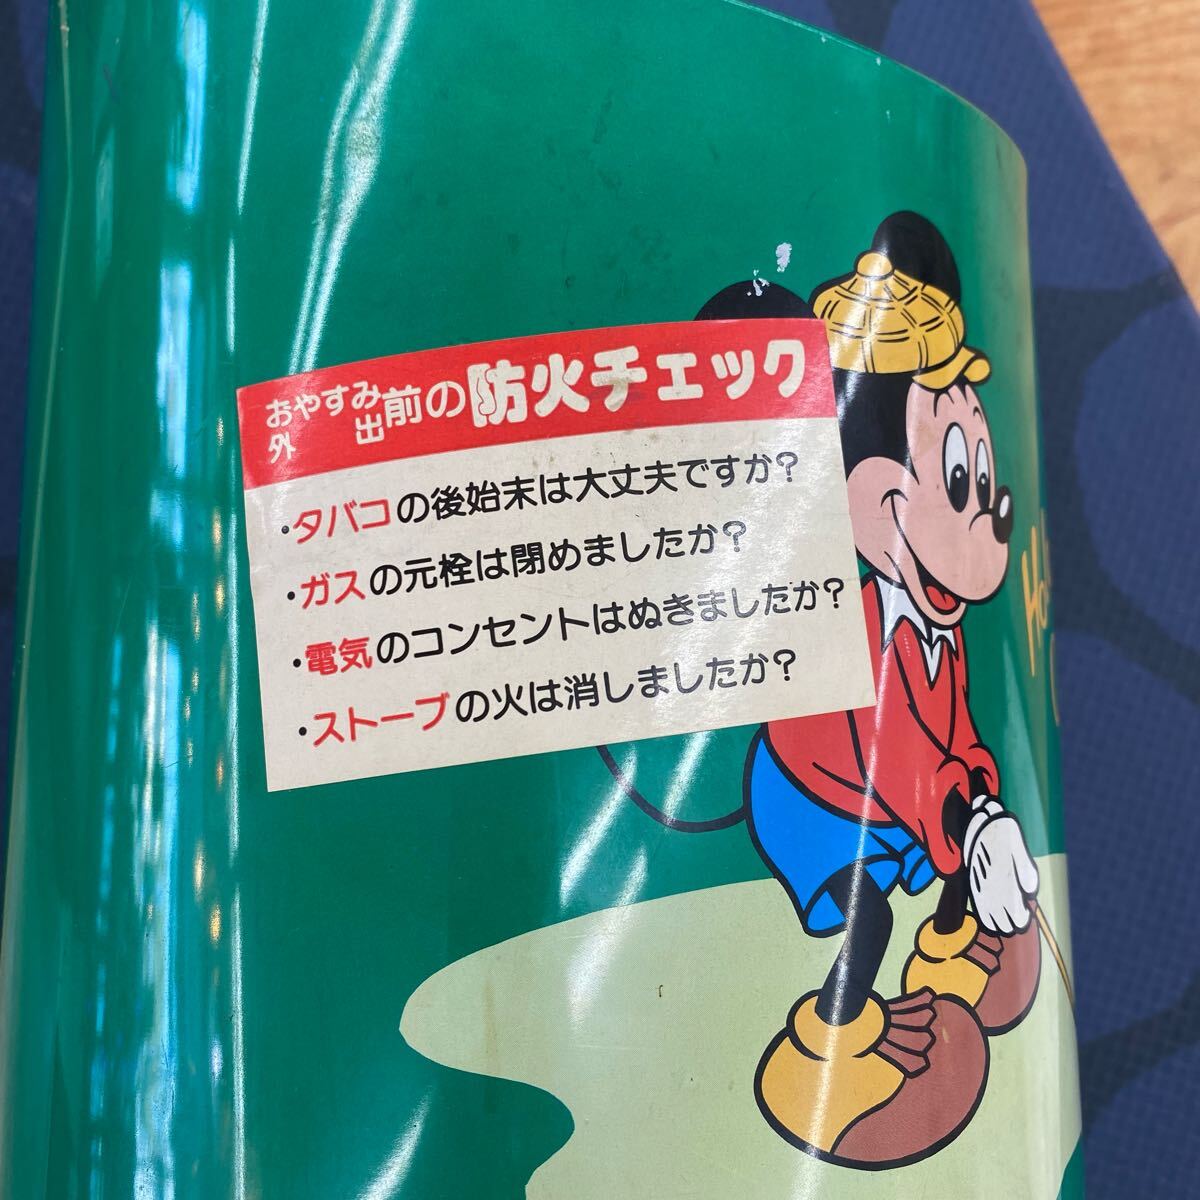 おやすみ
外出前の防火チェック
・タバコの後始末は大丈夫ですか?
・ガスの元栓は閉めましたか?
・電気のコンセントはぬきましたか?
・ストーブの火は消しましたか?